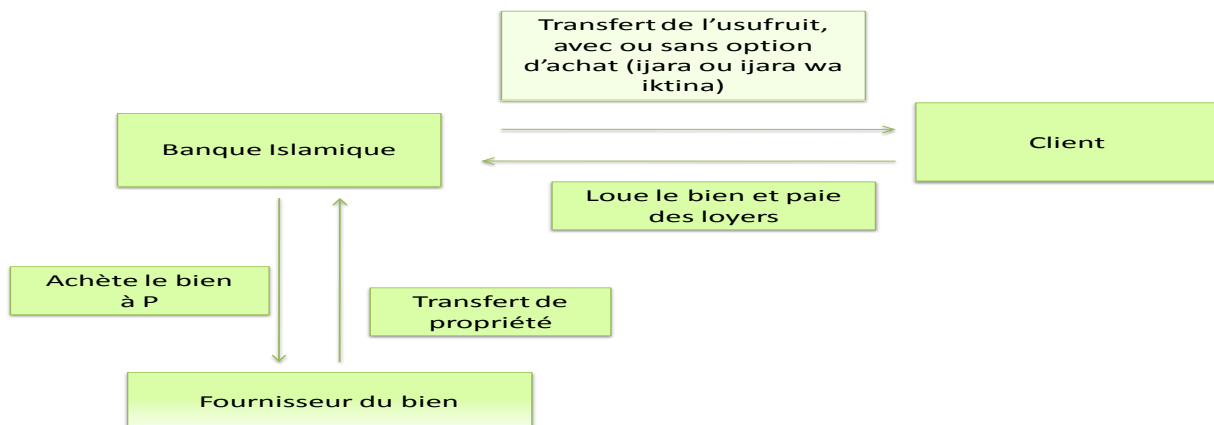 Transfert de l’usufruit,
avec ou sans option
d’achat (ijara ou ijara wa
iktina)
Banque Islamique
Client
Loue le bien et paie
des loyers
Achète le bien
à P
Transfert de
propriété
Fournisseur du bien